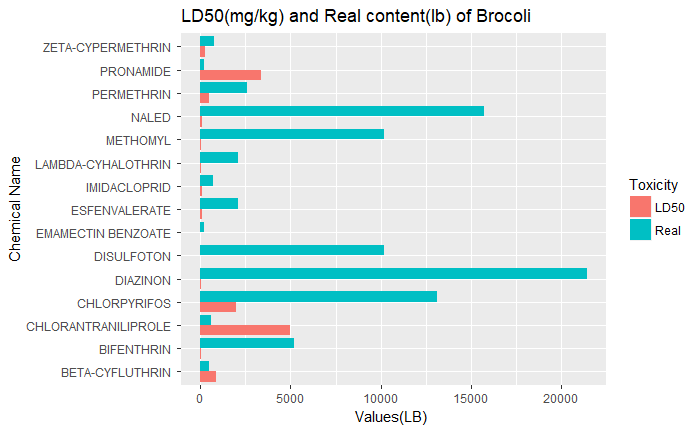 LD50(mg/kg) and Real content(lb) of Brocoli
Chemical Name
ZETA-CYPERMETHRIN
PRONAMIDE
PERMETHRIN
NALED
METHOMYL
LAMBDA-CYHALOTHRIN
IMIDACLOPRID
ESFENVALERATE
EMAMECTIN BENZOATE
DISULFOTON
DIAZINON
CHLORPYRIFOS
CHLORANTRANILIPROLE
BIFENTHRIN
BETA-CYFLUTHRIN
0 5000 10000 15000 20000
Values(LB)
Toxicity
LD50
Real